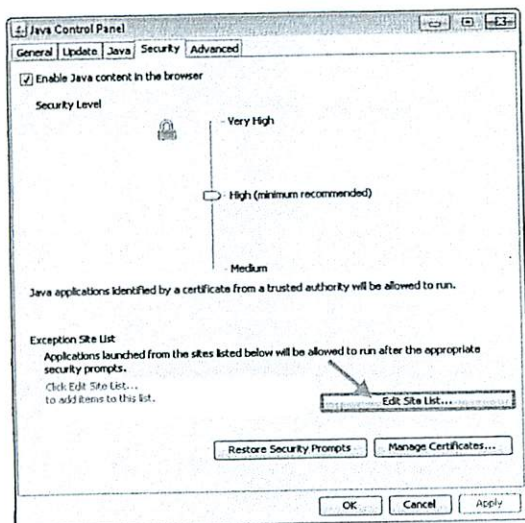 Java Control Panel
General Update Java Security Advanced
Enable Java content in the browser
Security Level
- Very High
- High (minimum recommended)
- Medium
Java applications identified by a certificate from a trusted authority will be allowed to run.
Exception Site List
Applications launched from the sites listed below will be allowed to run after the appropriate
security prompts.
Click Edit Site List...
to add items to this list.
Edit Site List...
Restore Security Prompts Manage Certificates...
OK Cancel Apply